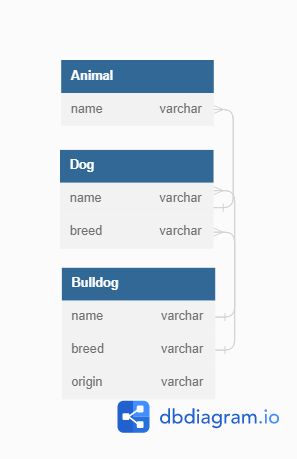 Animal
name varchar
Dog
name varchar
breed varchar
Bulldog
name varchar
breed varchar
origin varchar
dbdiagram.io